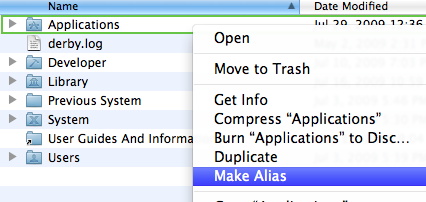 Name
Date Modified
Applications
Jul 29, 2009 12:36
derby.log
Developer
Library
Previous System
System
User Guides And Informa
Users
Open
Move to Trash
Get Info
Compress “Applications”
Burn “Applications” to Disc...
Duplicate
Make Alias